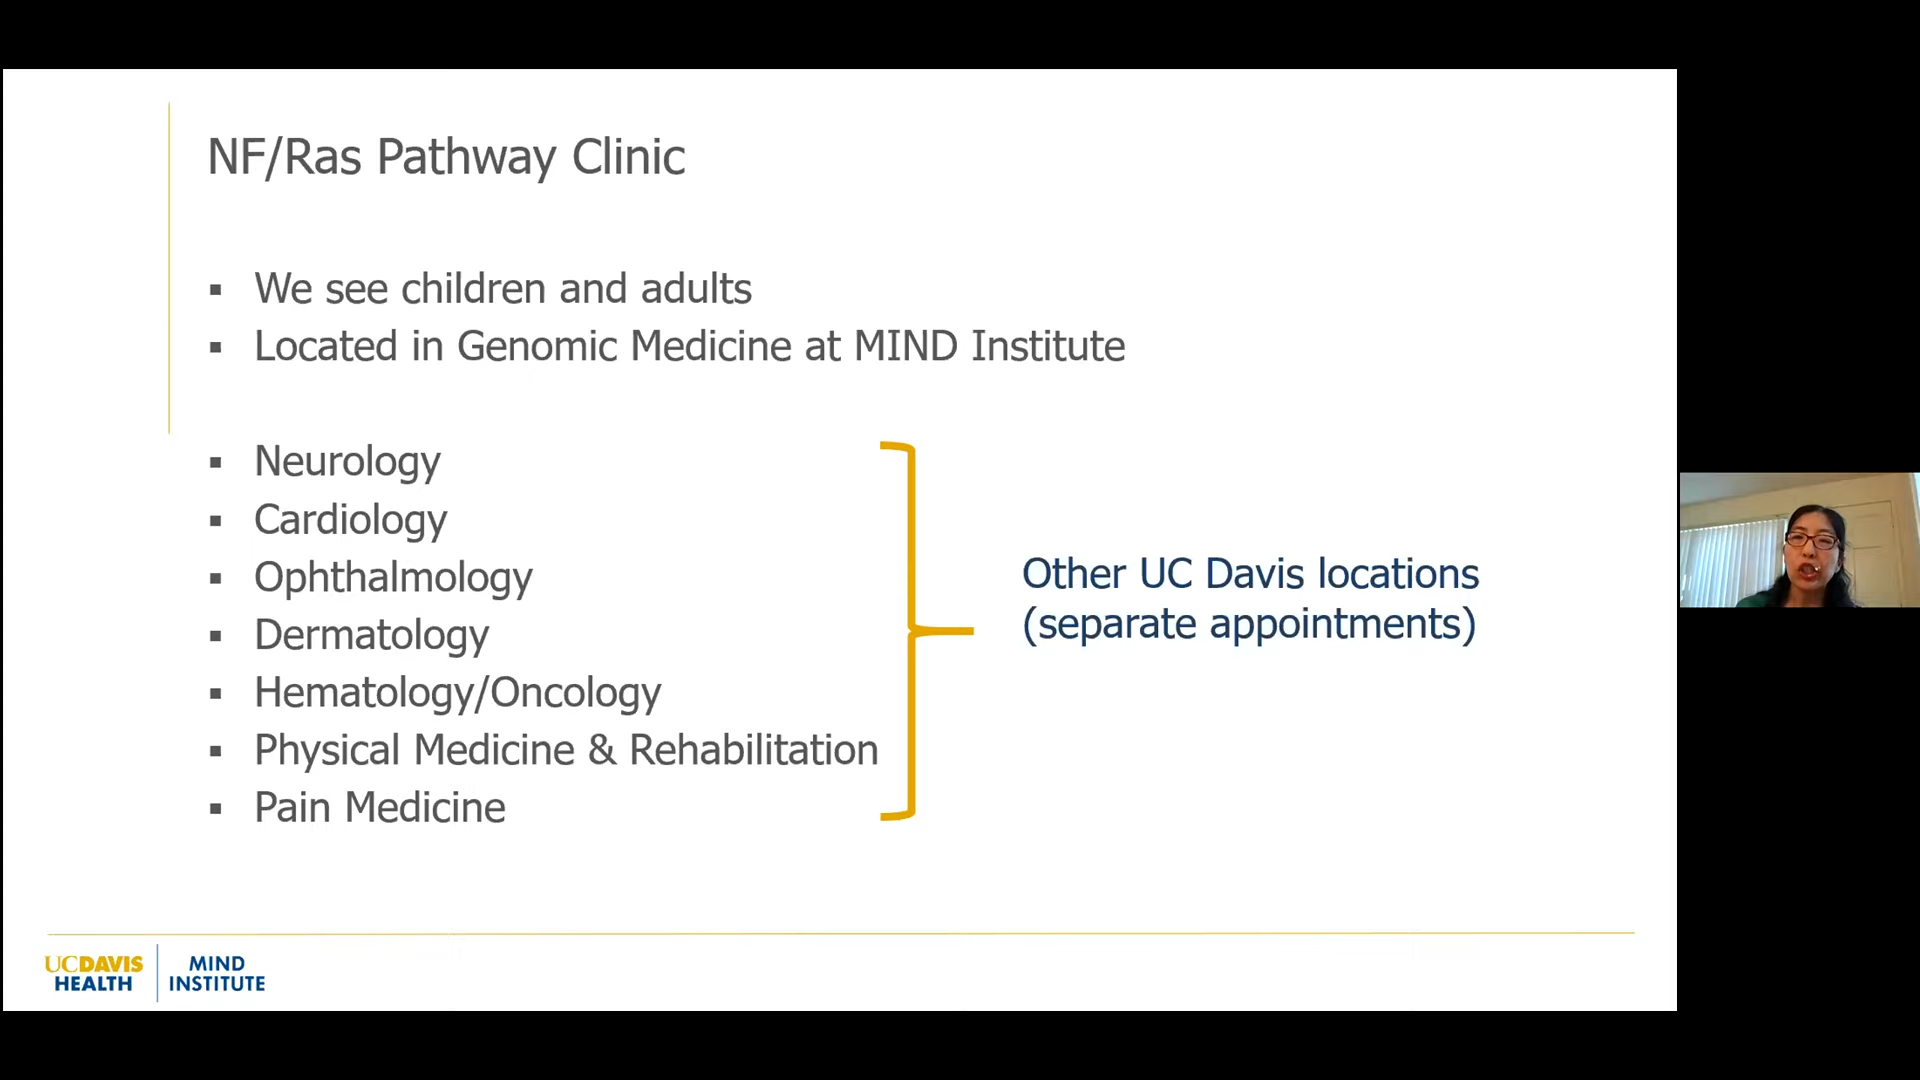 NF/Ras Pathway Clinic
▪ We see children and adults
▪ Located in Genomic Medicine at MIND Institute
▪ Neurology
▪ Cardiology
▪ Ophthalmology
▪ Dermatology
▪ Hematology/Oncology
▪ Physical Medicine & Rehabilitation
▪ Pain Medicine
Other UC Davis locations
(separate appointments)
UCDAVIS
HEALTH
MIND
INSTITUTE